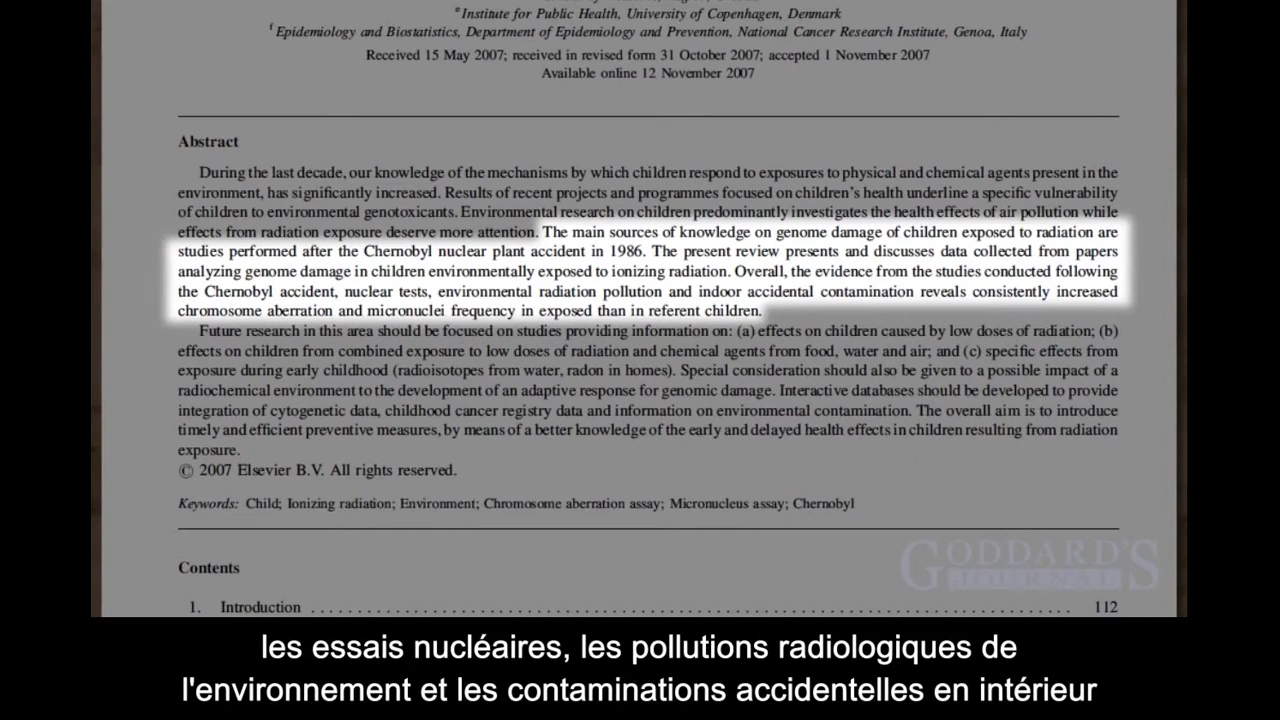 ᵉInstitute for Public Health, University of Copenhagen, Denmark
ᶠEpidemiology and Biostatistics, Department of Epidemiology and Prevention, National Cancer Research Institute, Genoa, Italy
Received 15 May 2007; received in revised form 31 October 2007; accepted 1 November 2007
Available online 12 November 2007
Abstract
During the last decade, our knowledge of the mechanisms by which children respond to exposures to physical and chemical agents present in the
environment, has significantly increased. Results of recent projects and programmes focused on children's health underline a specific vulnerability
of children to environmental genotoxicants. Environmental research on children predominantly investigates the health effects of air pollution while
effects from radiation exposure deserve more attention. The main sources of knowledge on genome damage of children exposed to radiation are
studies performed after the Chernobyl nuclear plant accident in 1986. The present review presents and discusses data collected from papers
analyzing genome damage in children environmentally exposed to ionizing radiation. Overall, the evidence from the studies conducted following
the Chernobyl accident, nuclear tests, environmental radiation pollution and indoor accidental contamination reveals consistently increased
chromosome aberration and micronuclei frequency in exposed than in referent children.
Future research in this area should be focused on studies providing information on: (a) effects on children caused by low doses of radiation; (b)
effects on children from combined exposure to low doses of radiation and chemical agents from food, water and air; and (c) specific effects from
exposure during early childhood (radioisotopes from water, radon in homes). Special consideration should also be given to a possible impact of a
radiochemical environment to the development of an adaptive response for genomic damage. Interactive databases should be developed to provide
integration of cytogenetic data, childhood cancer registry data and information on environmental contamination. The overall aim is to introduce
timely and efficient preventive measures, by means of a better knowledge of the early and delayed health effects in children resulting from radiation
exposure.
© 2007 Elsevier B.V. All rights reserved.
Keywords: Child; Ionizing radiation; Environment; Chromosome aberration assay; Micronucleus assay; Chernobyl
GODDARD'S
JOURNAL
Contents
1. Introduction . . . . . . . . . . . . . . . . . . . . . . . . . . . . . . . . . . . . . . . . 112
les essais nucléaires, les pollutions radiologiques de
l'environnement et les contaminations accidentelles en intérieur